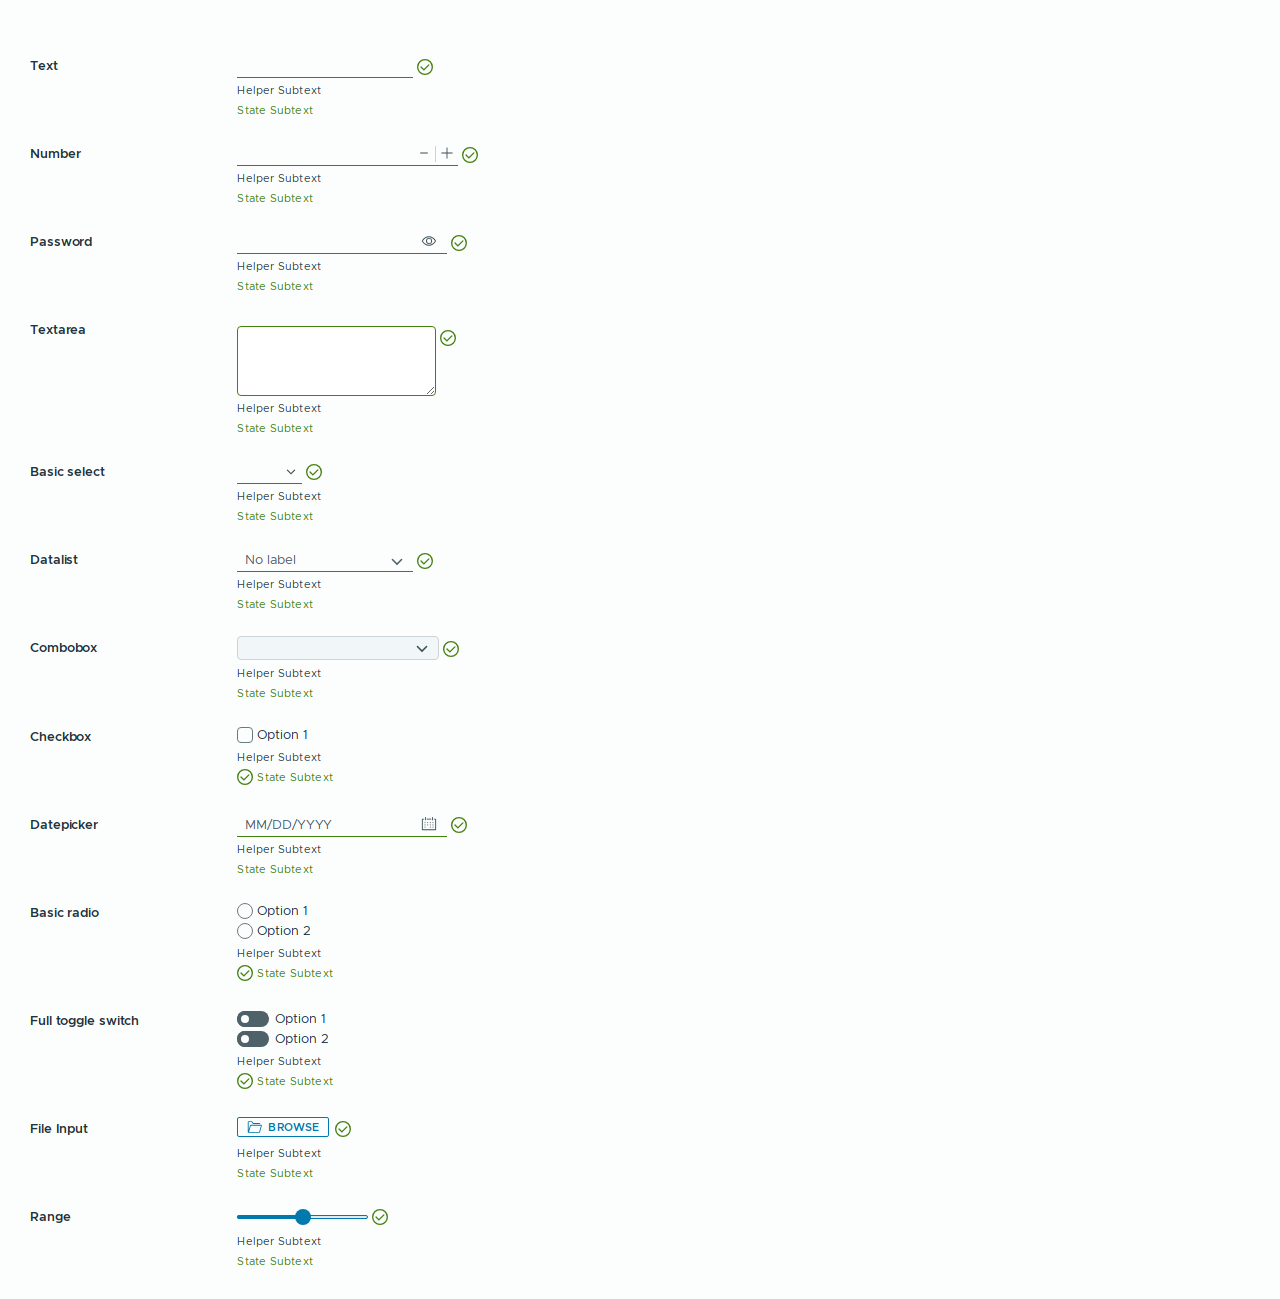 Text
Helper Subtext
State Subtext
Number
Helper Subtext
State Subtext
Password
Helper Subtext
State Subtext
Textarea
Helper Subtext
State Subtext
Basic select
Helper Subtext
State Subtext
Datalist No label
Helper Subtext
State Subtext
Combobox
Helper Subtext
State Subtext
Checkbox Option 1
Helper Subtext
State Subtext
Datepicker MM/DD/YYYY
Helper Subtext
State Subtext
Basic radio Option 1
Option 2
Helper Subtext
State Subtext
Full toggle switch Option 1
Option 2
Helper Subtext
State Subtext
File Input BROWSE
Helper Subtext
State Subtext
Range
Helper Subtext
State Subtext